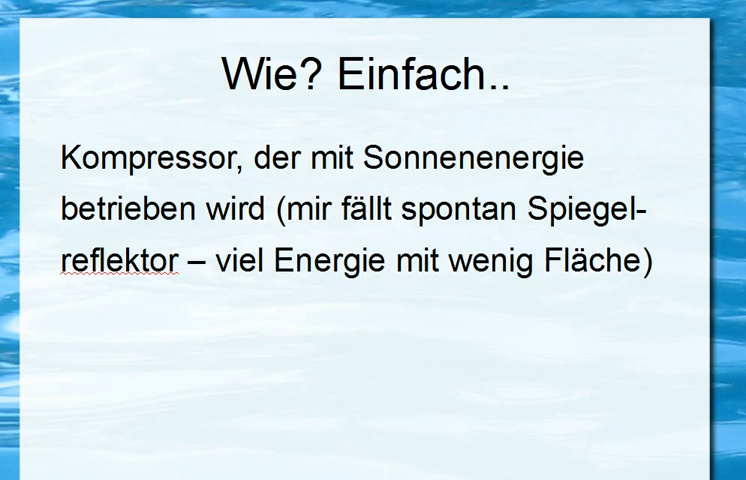 Wie? Einfach..
Kompressor, der mit Sonnenenergie
betrieben wird (mir fällt spontan Spiegel-
reflektor – viel Energie mit wenig Fläche)